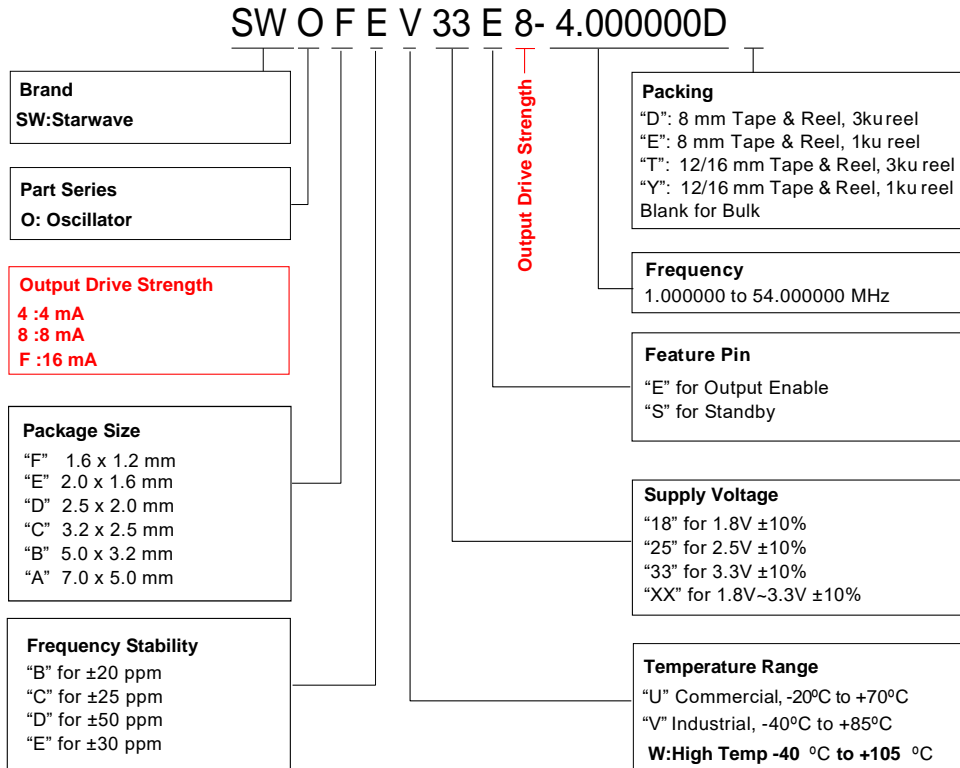 SW O F E V 33 E 8- 4.000000D
Brand
SW:Starwave
Part Series
O: Oscillator
Output Drive Strength
4 :4 mA
8 :8 mA
F :16 mA
Package Size
“F” 1.6 x 1.2 mm
“E” 2.0 x 1.6 mm
“D” 2.5 x 2.0 mm
“C” 3.2 x 2.5 mm
“B” 5.0 x 3.2 mm
“A” 7.0 x 5.0 mm
Frequency Stability
“B” for ±20 ppm
“C” for ±25 ppm
“D” for ±50 ppm
“E” for ±30 ppm
Output Drive Strength
Packing
“D”: 8 mm Tape & Reel, 3ku reel
“E”: 8 mm Tape & Reel, 1ku reel
“T”: 12/16 mm Tape & Reel, 3ku reel
“Y”: 12/16 mm Tape & Reel, 1ku reel
Blank for Bulk
Frequency
1.000000 to 54.000000 MHz
Feature Pin
“E” for Output Enable
“S” for Standby
Supply Voltage
“18” for 1.8V ±10%
“25” for 2.5V ±10%
“33” for 3.3V ±10%
“XX” for 1.8V~3.3V ±10%
Temperature Range
“U” Commercial, -20ºC to +70ºC
“V” Industrial, -40ºC to +85ºC
W:High Temp -40 ºC to +105 ºC